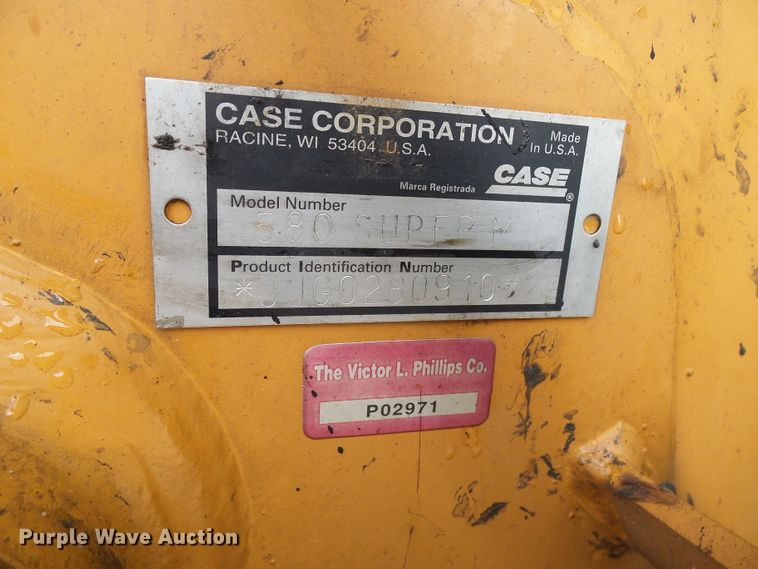 CASE CORPORATION
RACINE, WI 53404 U.S.A.
Made
In U.S.A.
Marca Registrada
CASE
®
Model Number
580 SUPER M
Product Identification Number
*JJG0280910*
The Victor L. Phillips Co.
P02971
Purple Wave Auction